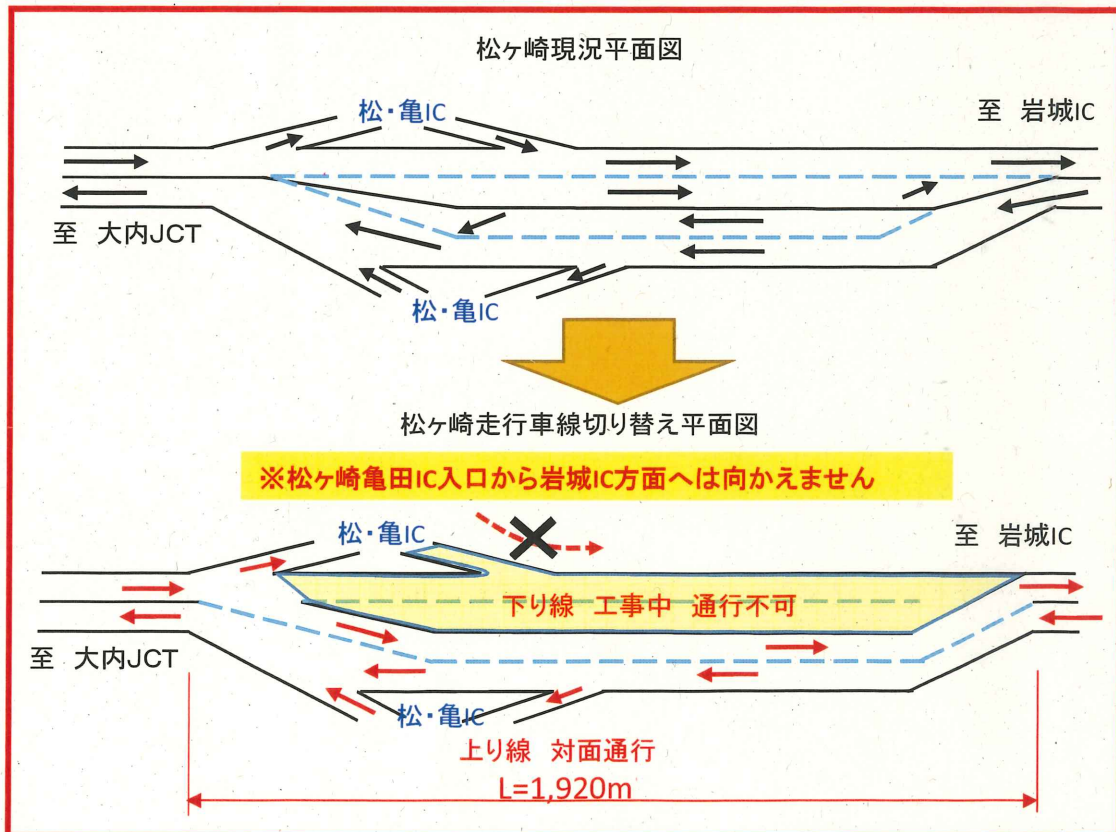 松ヶ崎現況平面図
松・亀IC
至 岩城IC
至 大内JCT
松・亀IC
松ヶ崎走行車線切り替え平面図
※松ヶ崎亀田IC入口から岩城IC方面へは向かえません
松・亀IC
至 岩城IC
下り線 工事中 通行不可
至 大内JCT
松・亀IC
上り線 対面通行
L=1,920m